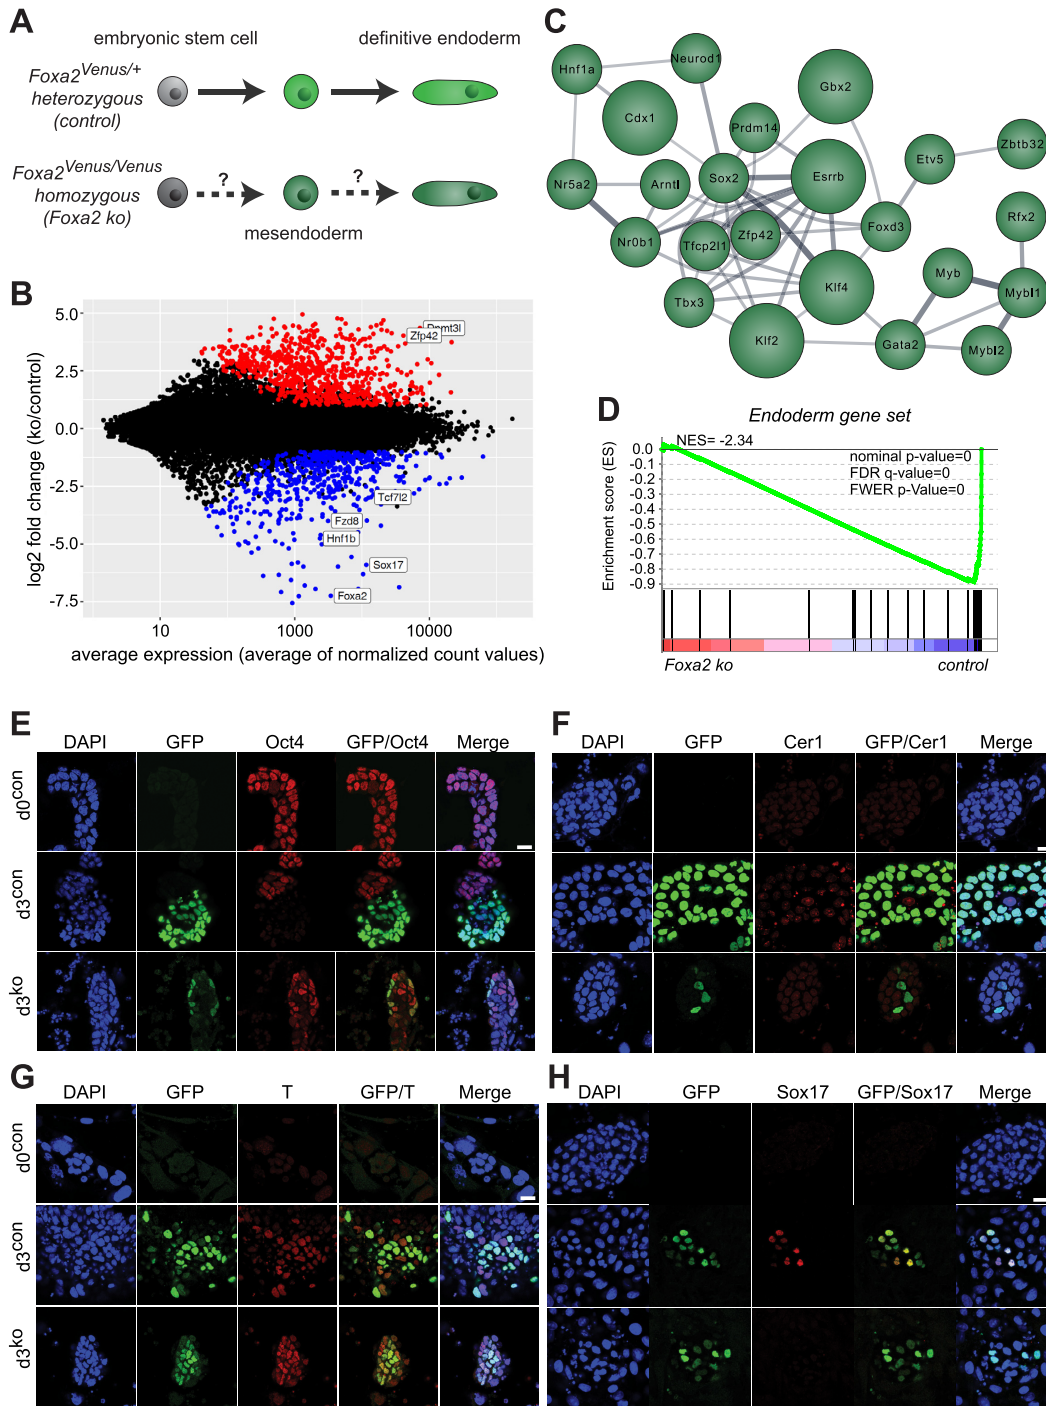 A
embryonic stem cell
definitive endoderm
Foxa2Venus/+
heterozygous
(control)
Foxa2Venus/Venus
homozygous
(Foxa2 ko)
?
?
mesendoderm
B
log2 fold change (ko/control)
5.0
2.5
0.0
-2.5
-5.0
-7.5
Dnmt3l
Zfp42
Tcf7l2
Fzd8
Hnf1b
Sox17
Foxa2
10
1000
10000
average expression (average of normalized count values)
C
Hnf1a
Neurod1
Gbx2
Cdx1
Prdm14
Zbtb32
Etv5
Nr5a2
Arntl
Sox2
Esrrb
Rfx2
Nr0b1
Tfcp2l1
Zfp42
Foxd3
Myb
Mybl1
Tbx3
Klf4
Klf2
Gata2
Mybl2
D
Endoderm gene set
Enrichment score (ES)
NES= -2.34
nominal p-value=0
FDR q-value=0
FWER p-Value=0
0.0
-0.1
-0.2
-0.3
-0.4
-0.5
-0.6
-0.7
-0.8
-0.9
Foxa2 ko
control
E
DAPI GFP Oct4 GFP/Oct4 Merge
d0con
d3con
d3ko
F
DAPI GFP Cer1 GFP/Cer1 Merge
G
DAPI GFP T GFP/T Merge
d0con
d3con
d3ko
H
DAPI GFP Sox17 GFP/Sox17 Merge